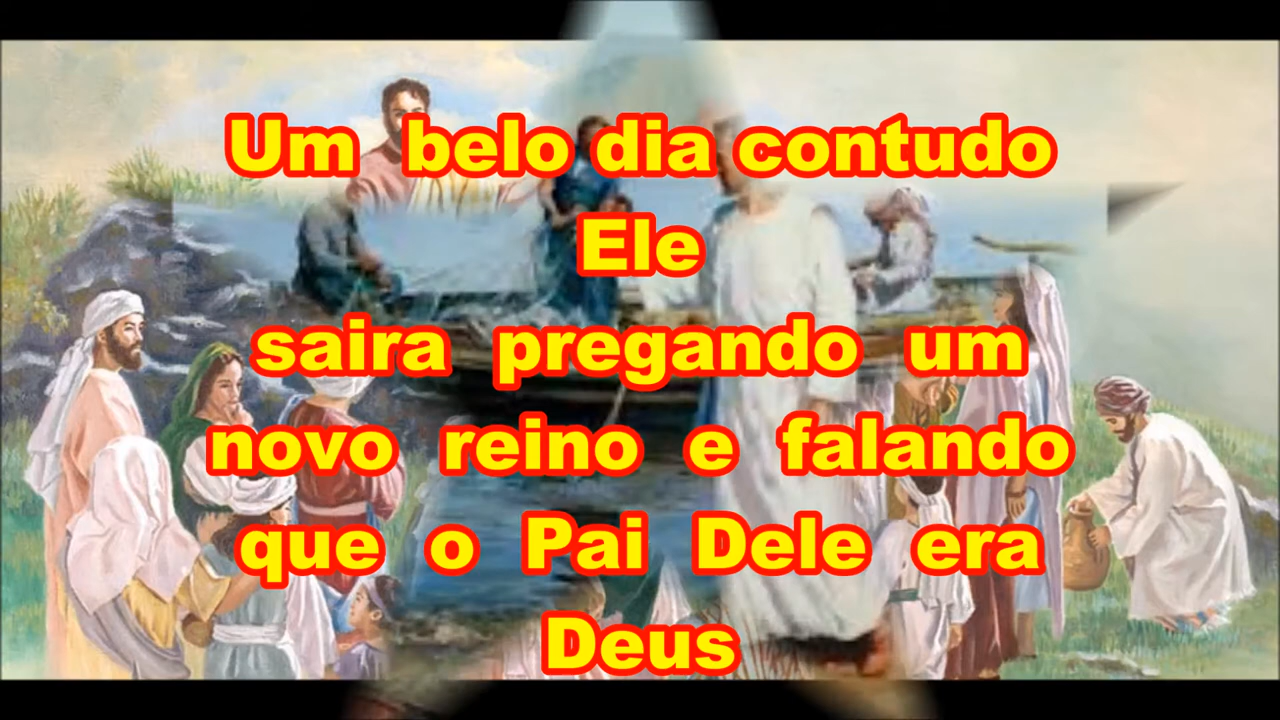 Um belo dia contudo
Ele
saira pregando um
novo reino e falando
que o Pai Dele era
Deus